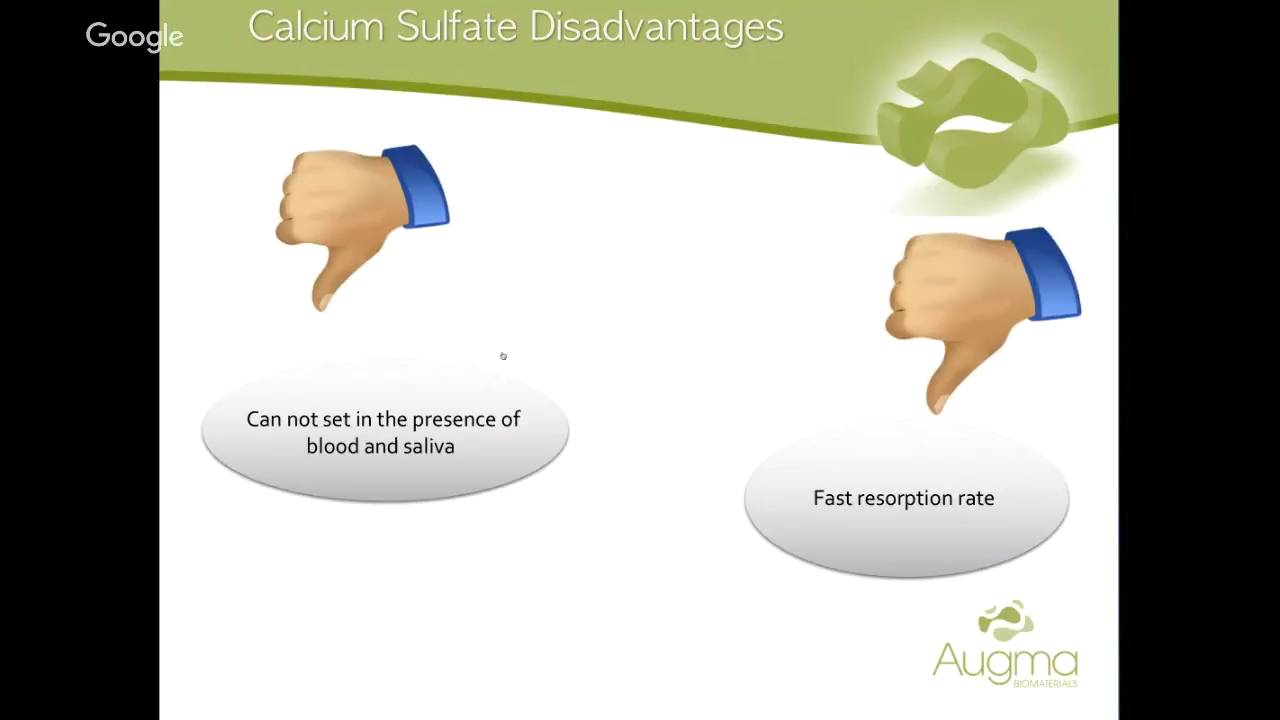 Google
Calcium Sulfate Disadvantages
Can not set in the presence of
blood and saliva
Fast resorption rate
Augma
BIOMATERIALS